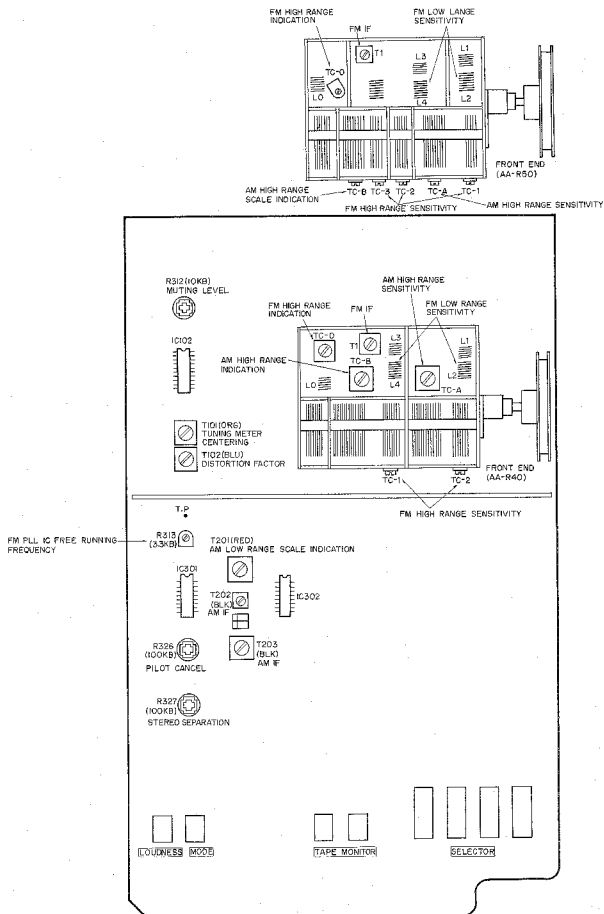 FM HIGH RANGE
INDICATION
FM LOW LANGE
SENSITIVITY
FM IF
T1
TC-D
L0
L3
L4
L1
L2
FRONT END
(AA-R50)
AM HIGH RANGE
SCALE INDICATION
TC-B TC-3 TC-2 TC-A TC-1
FM HIGH RANGE SENSITIVITY
AM HIGH RANGE SENSITIVITY
R312(10KB)
MUTING LEVEL
IC102
FM HIGH RANGE
INDICATION
FM IF
AM HIGH RANGE
SENSITIVITY
FM LOW RANGE
SENSITIVITY
TC-D
T1
L3
L1
AM HIGH RANGE
INDICATION
TC-B
L0
L4
L2
TC-A
T101(ORG)
TUNING METER
CENTERING
T102(BLU)
DISTORTION FACTOR
FRONT END
(AA-R40)
TC-1
TC-2
FM HIGH RANGE SENSITIVITY
T.P
FM PLL IC FREE RUNNING
FREQUENCY
R313
(3.3KB)
T201(RED)
AM LOW RANGE SCALE INDICATION
IC301
T202
(BLK)
AM IF
IC302
R326
(100KB)
PILOT CANCEL
T203
(BLK)
AM IF
R327
(100KB)
STEREO SEPARATION
LOUDNESS MODE
TAPE MONITOR
SELECTOR